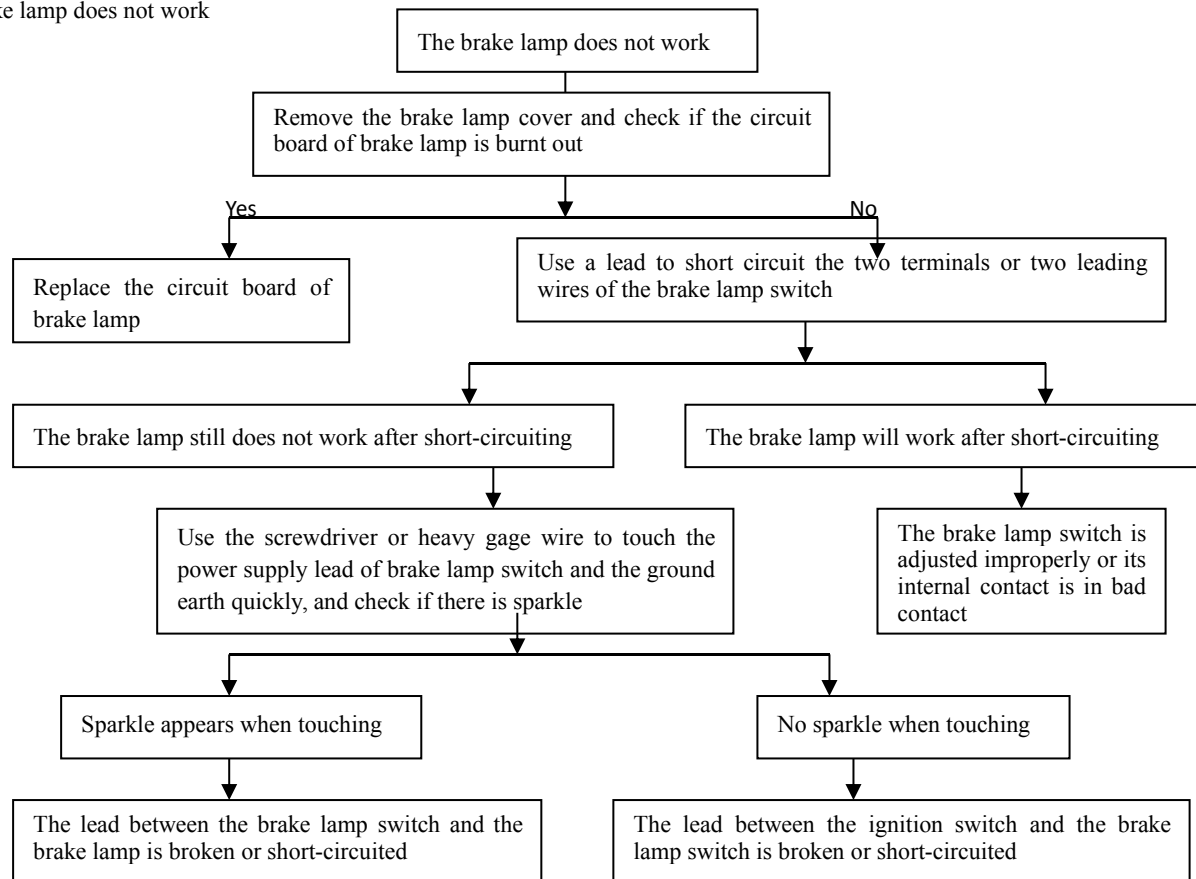 lamp does not work
The brake lamp does not work
Remove the brake lamp cover and check if the circuit
board of brake lamp is burnt out
Yes
No
Replace the circuit board of
brake lamp
Use a lead to short circuit the two terminals or two leading
wires of the brake lamp switch
The brake lamp still does not work after short-circuiting
The brake lamp will work after short-circuiting
Use the screwdriver or heavy gage wire to touch the
power supply lead of brake lamp switch and the ground
earth quickly, and check if there is sparkle
The brake lamp switch is
adjusted improperly or its
internal contact is in bad
contact
Sparkle appears when touching
No sparkle when touching
The lead between the brake lamp switch and the
brake lamp is broken or short-circuited
The lead between the ignition switch and the brake
lamp switch is broken or short-circuited